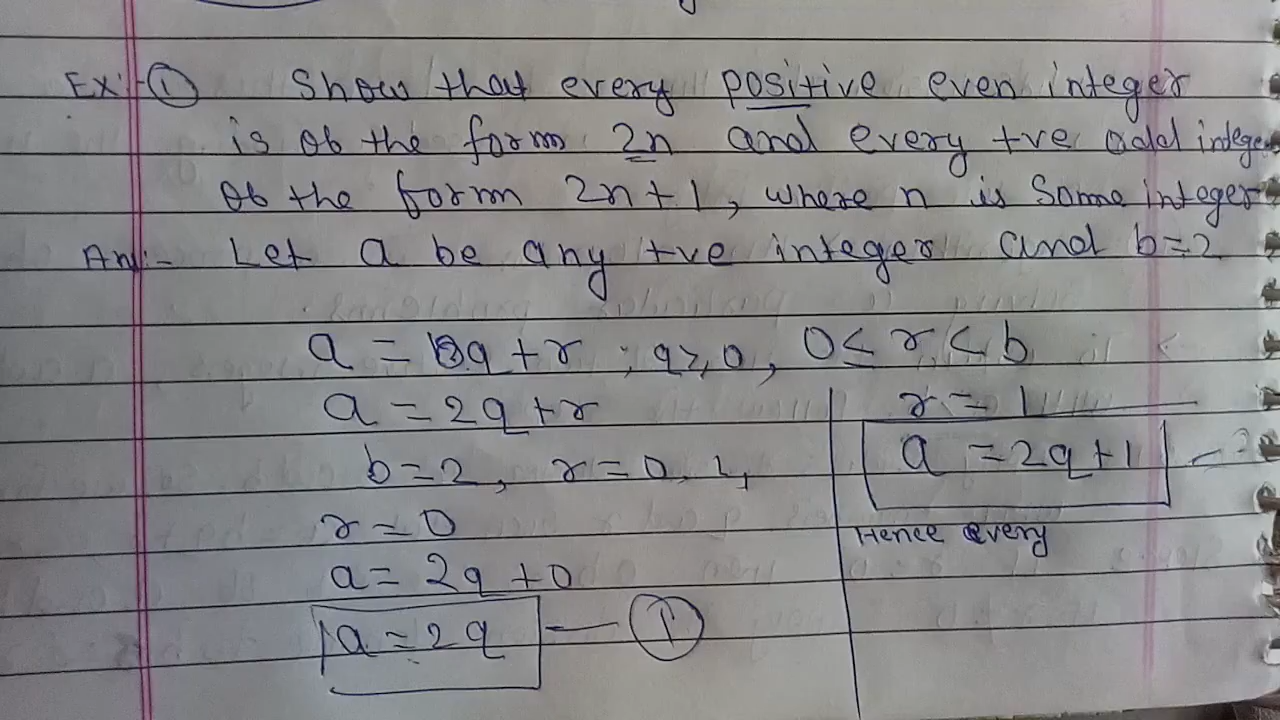 Ex:- ① Show that every positive even integer
is of the form 2n and every +ve odd integer
of the form 2n+1, where n is some integer
Ans:- Let a be any +ve integer and b=2
a = bq + r ; q≥0, 0≤ r < b
a = 2q + r
b=2, r=0, 1,
r = 0
a = 2q + 0
a = 2q — ①
r = 1
a = 2q+1 —
Hence every